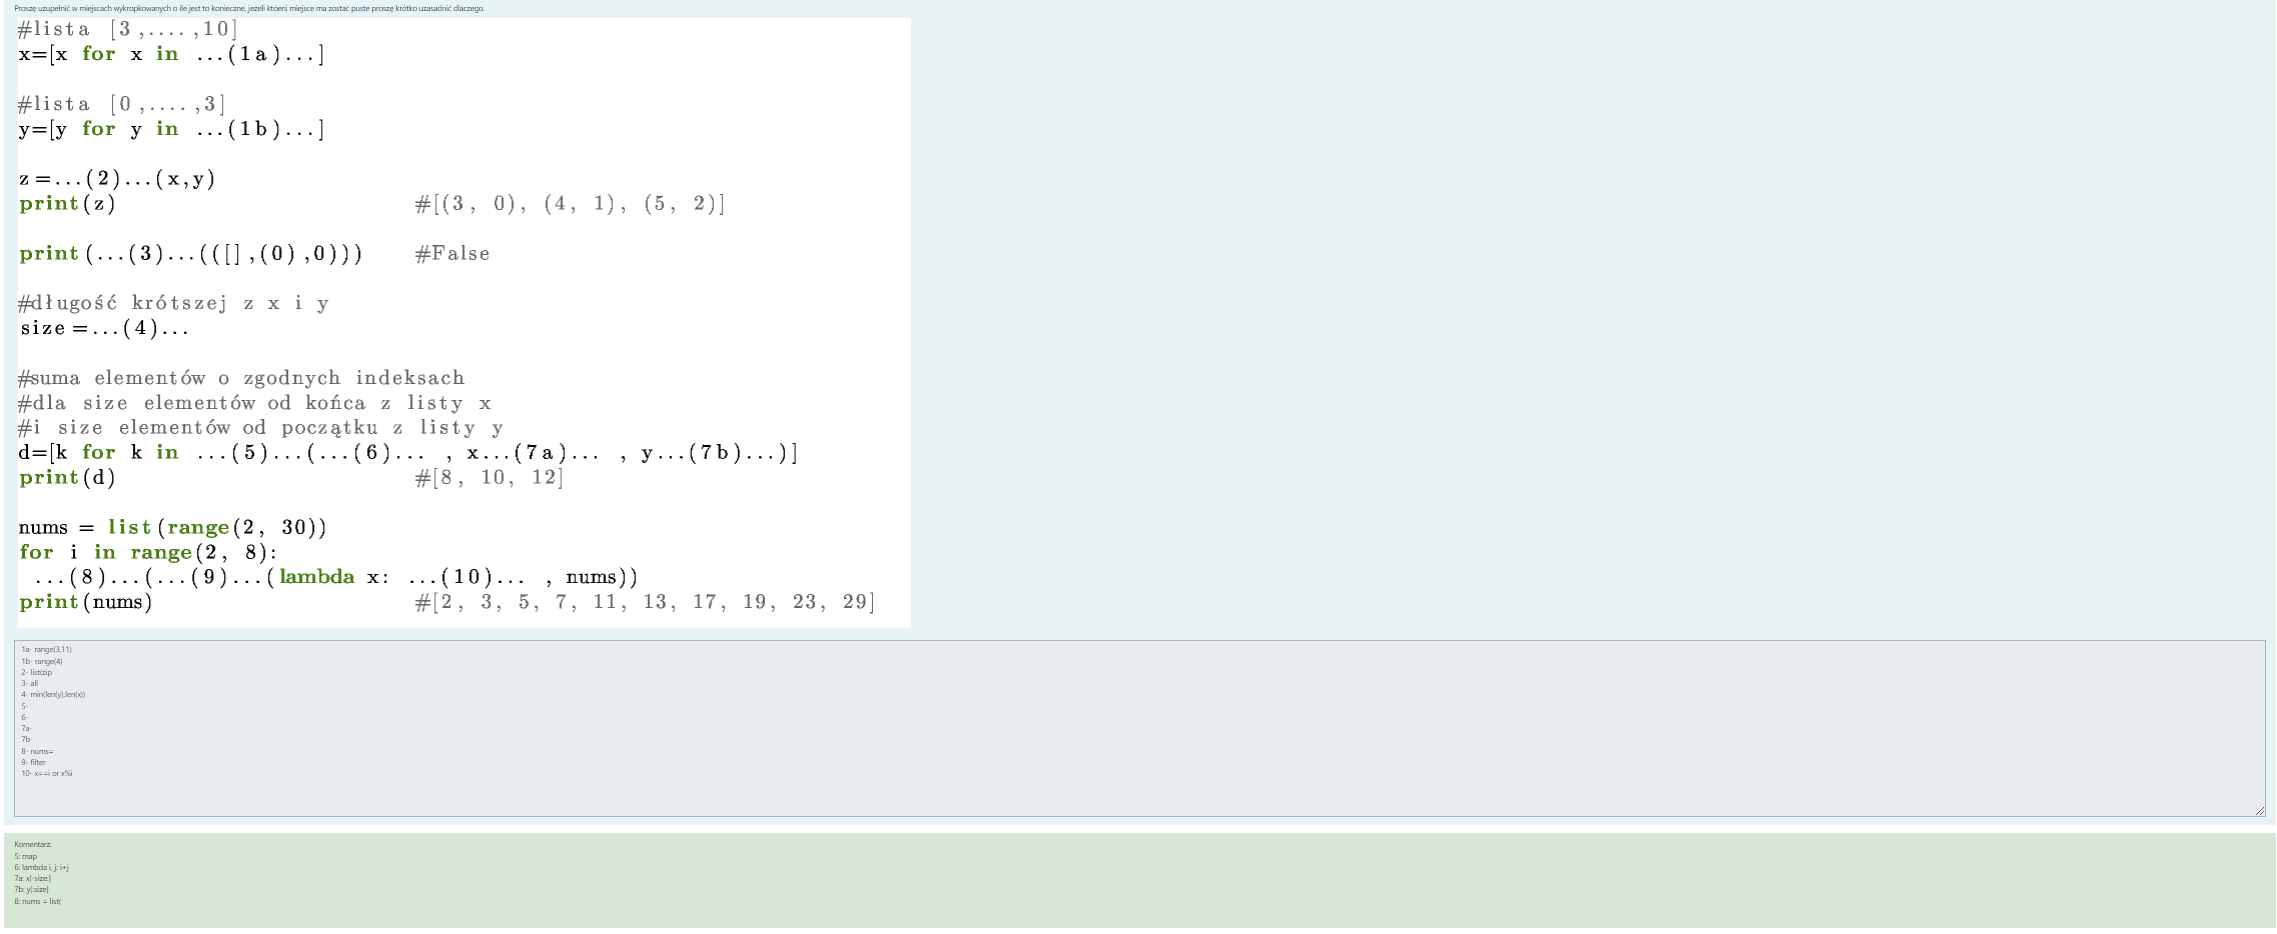 Proszę uzupełnić w miejscach wykropkowanych o ile jest to konieczne, jeżeli któreś miejsce ma zostać puste proszę krótko uzasadnić dlaczego.
#lista [3,....,10]
x=[x for x in ...(1a)...]
#lista [0,....,3]
y=[y for y in ...(1b)...]
z=...(2)...(x,y)
print(z) #[(3, 0), (4, 1), (5, 2)]
print(...(3)...(([],(0),0))) #False
#długość krótszej z x i y
size=...(4)...
#suma elementów o zgodnych indeksach
#dla size elementów od końca z listy x
#i size elementów od początku z listy y
d=[k for k in ...(5)...(...(6)... , x...(7a)... , y...(7b)...)]
print(d) #[8, 10, 12]
nums = list(range(2, 30))
for i in range(2, 8):
...(8)...(...(9)...(lambda x: ...(10)... , nums))
print(nums) #[2, 3, 5, 7, 11, 13, 17, 19, 23, 29]
1a- range(3,11)
1b- range(4)
2- list(zip
3- all
4- min(len(y),len(x))
5-
6-
7a-
7b-
8- nums=
9- filter
10- x==i or x%i
Komentarz:
5: map
6: lambda i, j: i+j
7a: x[-size:]
7b: y[:size]
8: nums = list(